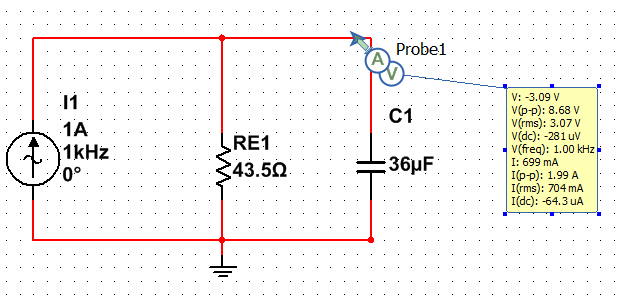 I1
1A
1kHz
0°
RE1
43.5Ω
C1
36µF
A
V
Probe1
V: -3.09 V
V(p-p): 8.68 V
V(rms): 3.07 V
V(dc): -281 uV
V(freq): 1.00 kHz
I: 699 mA
I(p-p): 1.99 A
I(rms): 704 mA
I(dc): -64.3 uA